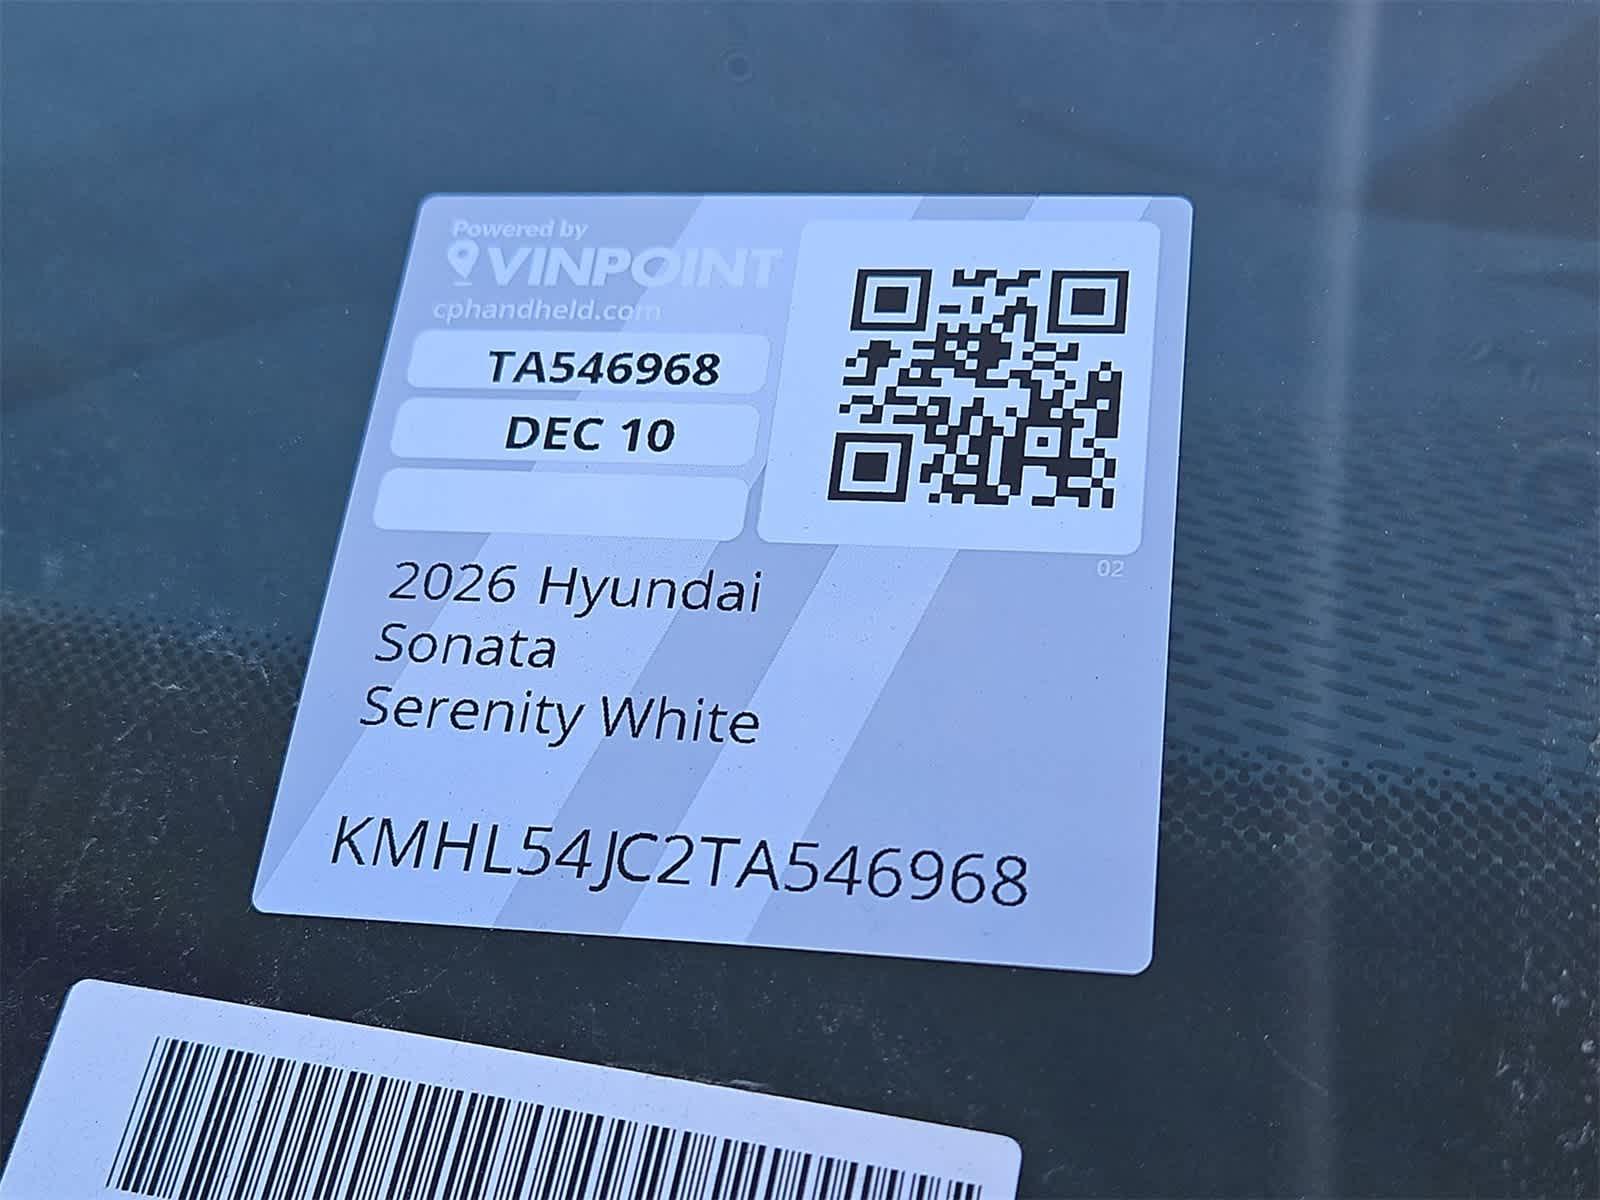 Powered by
VINPOINT
cphandheld.com
TA546968
DEC 10
02
2026 Hyundai
Sonata
Serenity White
KMHL54JC2TA546968